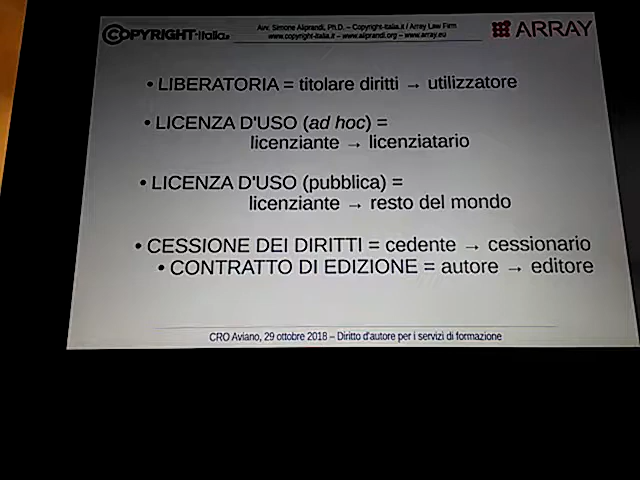 COPYRIGHT-Italia.it
Avv. Simone Aliprandi, Ph.D. – Copyright-Italia.it / Array Law Firm
www.copyright-italia.it – www.aliprandi.org – www.array.eu
ARRAY
• LIBERATORIA = titolare diritti → utilizzatore
• LICENZA D'USO (ad hoc) =
licenziante → licenziatario
• LICENZA D'USO (pubblica) =
licenziante → resto del mondo
• CESSIONE DEI DIRITTI = cedente → cessionario
• CONTRATTO DI EDIZIONE = autore → editore
CRO Aviano, 29 ottobre 2018 – Diritto d'autore per i servizi di formazione